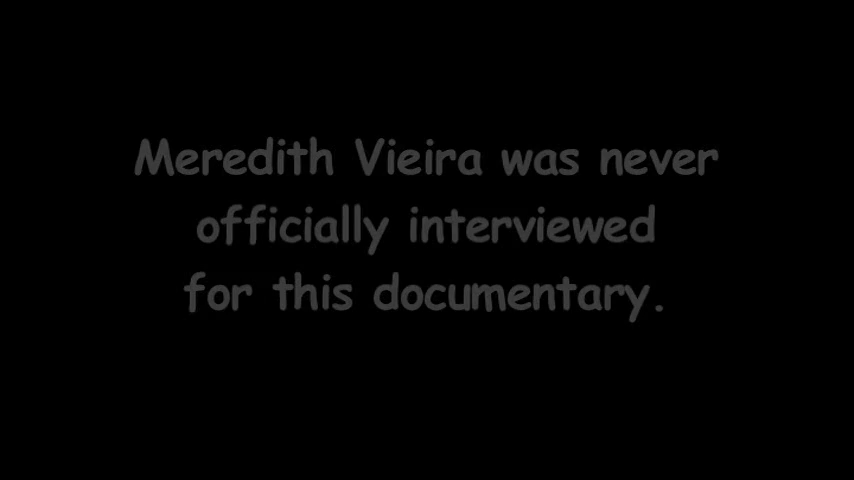 Meredith Vieira was never
officially interviewed
for this documentary.